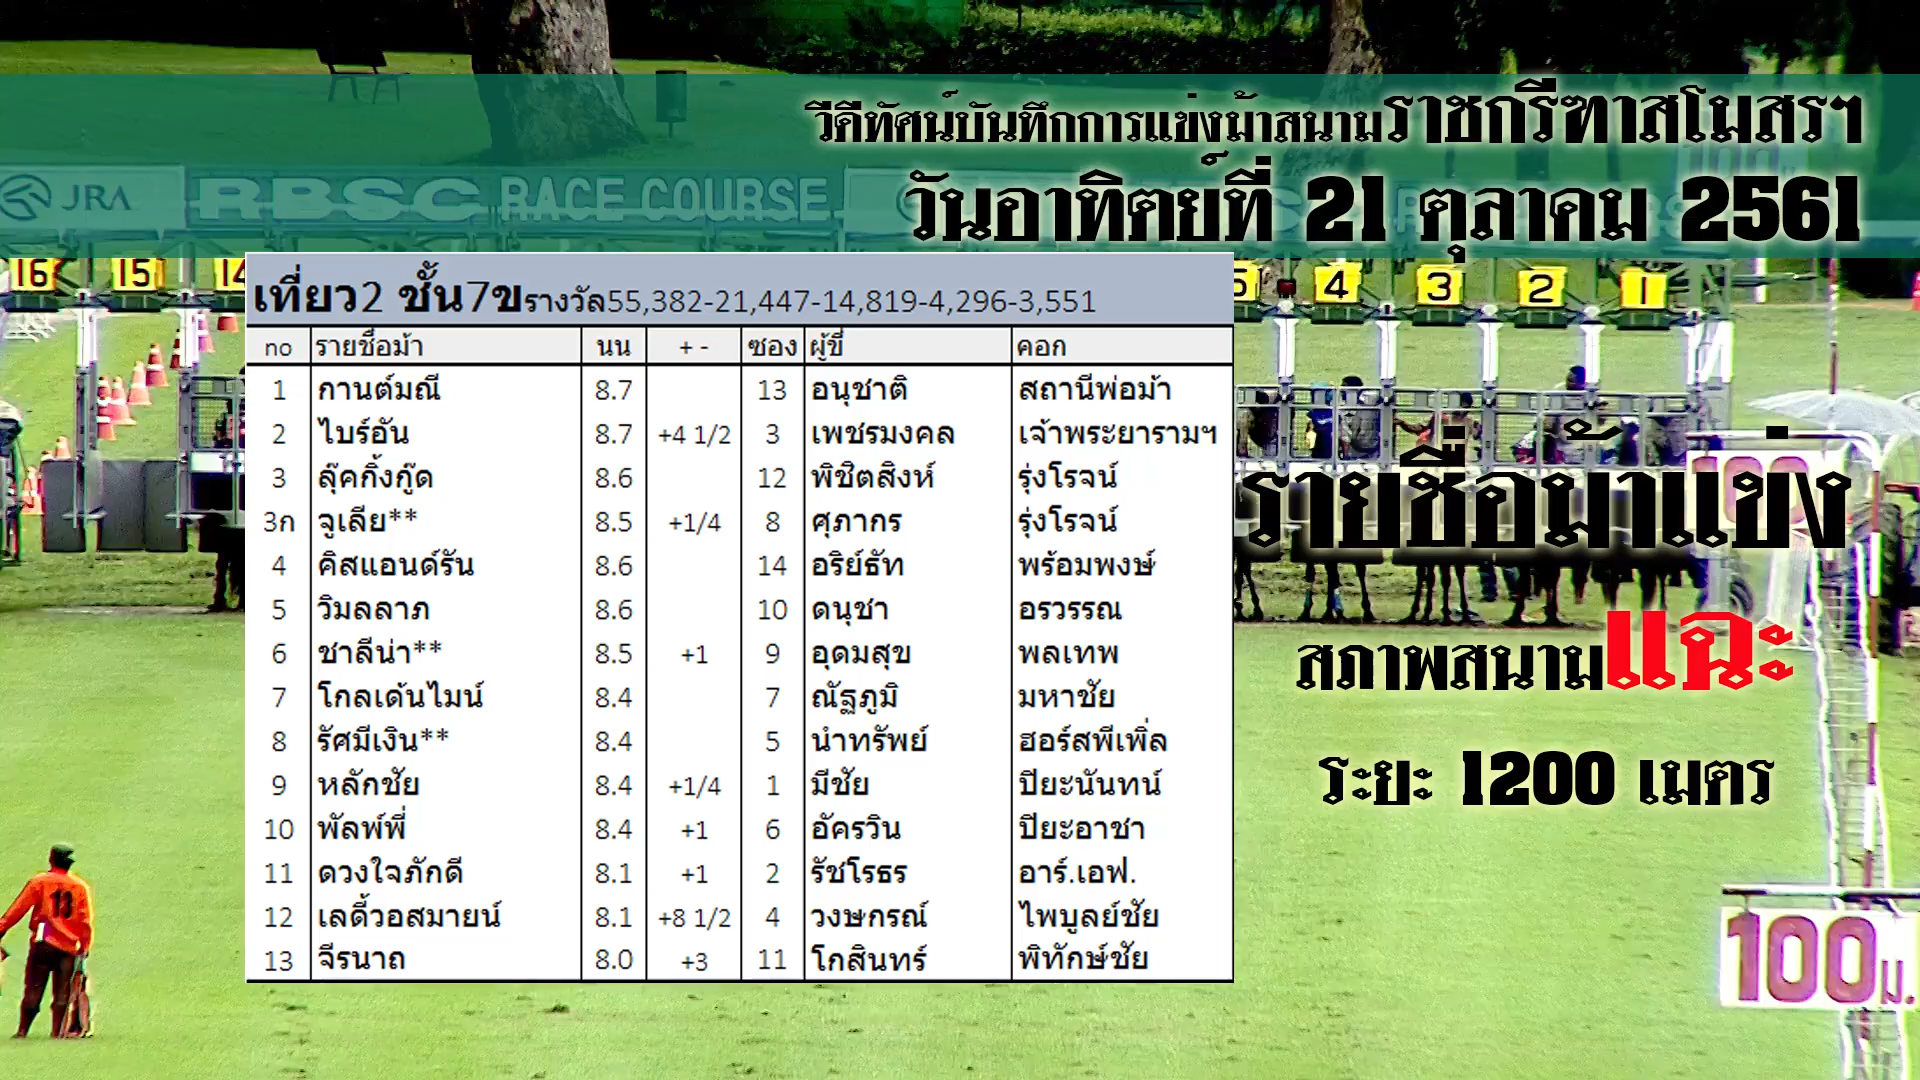 วีดีทัศน์บันทึกการแข่งม้าสนามราชกรีฑาสโมสรฯ
วันอาทิตย์ที่ 21 ตุลาคม 2561
JRA RBSC RACE COURSE
16 15 14 5 4 3 2 1
เที่ยว2 ชั้น7ขรางวัล55,382-21,447-14,819-4,296-3,551
no รายชื่อม้า นน + - ซอง ผู้ขี่ คอก
1 กานต์มณี 8.7 13 อนุชาติ สถานีพ่อม้า
2 ไบร์อัน 8.7 +4 1/2 3 เพชรมงคล เจ้าพระยารามฯ
3 ลุ๊คกิ้งกู๊ด 8.6 12 พิชิตสิงห์ รุ่งโรจน์
3ก จูเลีย** 8.5 +1/4 8 ศุภากร รุ่งโรจน์
4 คิสแอนด์รัน 8.6 14 อริย์ธัท พร้อมพงษ์
5 วิมลลาภ 8.6 10 ดนุชา อรวรรณ
6 ชาลีน่า** 8.5 +1 9 อุดมสุข พลเทพ
7 โกลเด้นไมน์ 8.4 7 ณัฐภูมิ มหาชัย
8 รัศมีเงิน** 8.4 5 นำทรัพย์ ฮอร์สพีเพิ่ล
9 หลักชัย 8.4 +1/4 1 มีชัย ปิยะนันทน์
10 พัลพ์พี่ 8.4 +1 6 อัครวิน ปิยะอาชา
11 ดวงใจภักดี 8.1 +1 2 รัชโรธร อาร์.เอฟ.
12 เลดี้วอสมายน์ 8.1 +8 1/2 4 วงษกรณ์ ไพบูลย์ชัย
13 จีรนาถ 8.0 +3 11 โกสินทร์ พิทักษ์ชัย
รายชื่อม้าแข่ง
สภาพสนามแฉะ
ระยะ 1200 เมตร
100
13
100ม.